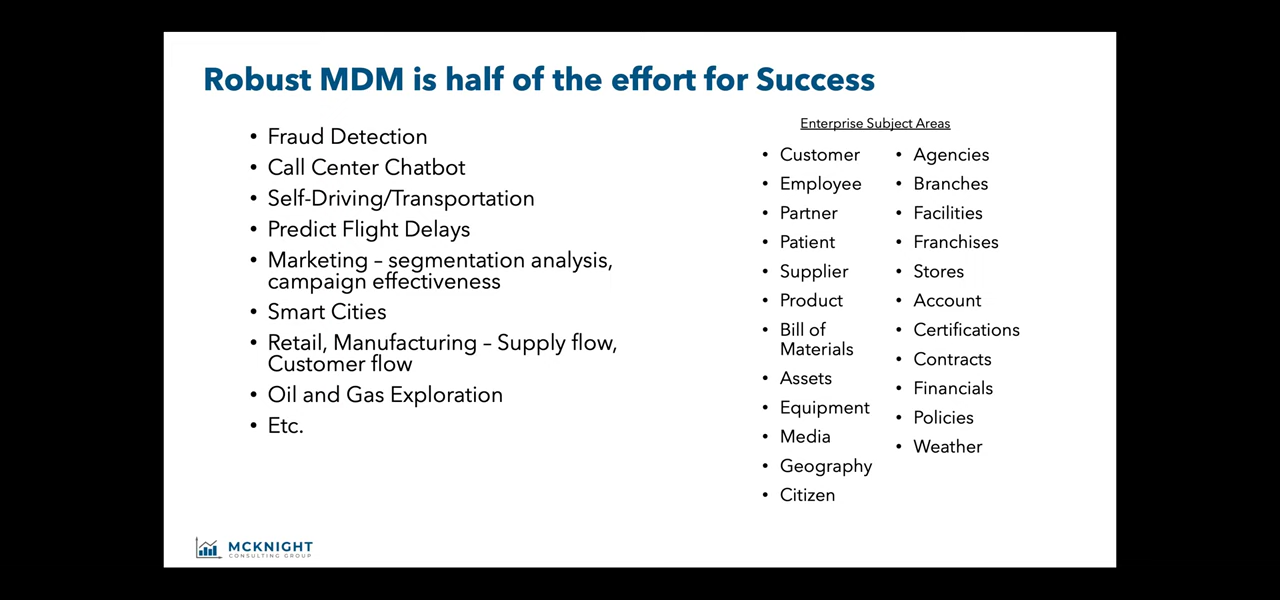 Robust MDM is half of the effort for Success
• Fraud Detection
• Call Center Chatbot
• Self-Driving/Transportation
• Predict Flight Delays
• Marketing – segmentation analysis,
campaign effectiveness
• Smart Cities
• Retail, Manufacturing – Supply flow,
Customer flow
• Oil and Gas Exploration
• Etc.
Enterprise Subject Areas
• Customer
• Employee
• Partner
• Patient
• Supplier
• Product
• Bill of
Materials
• Assets
• Equipment
• Media
• Geography
• Citizen
• Agencies
• Branches
• Facilities
• Franchises
• Stores
• Account
• Certifications
• Contracts
• Financials
• Policies
• Weather
MCKNIGHT
CONSULTING GROUP